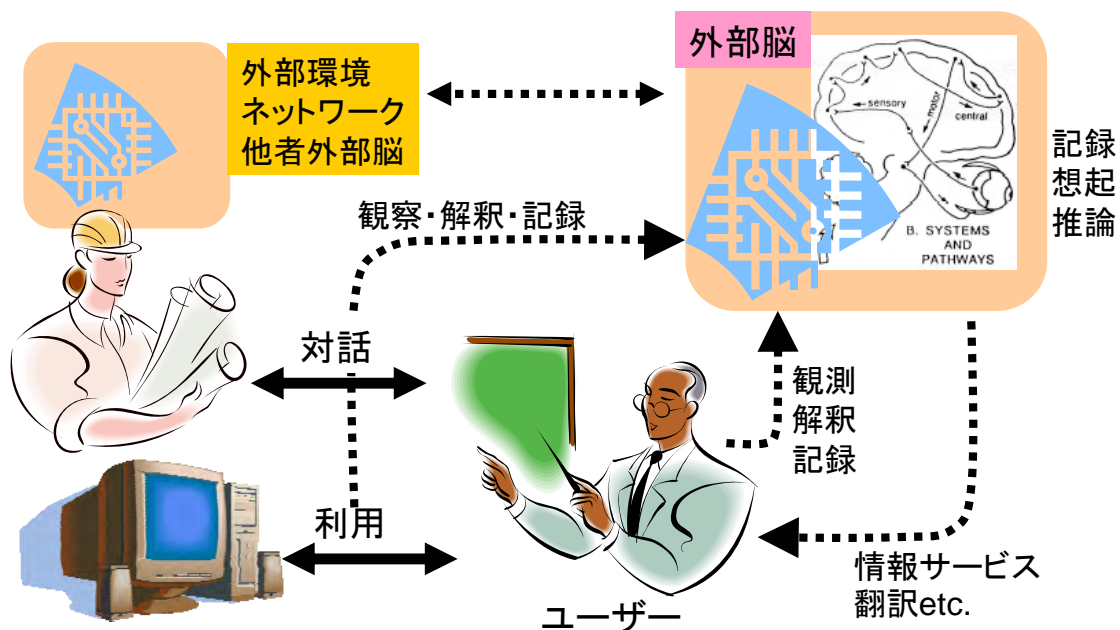 外部環境
ネットワーク
他者外部脳
外部脳
sensory
motor
central
B. SYSTEMS
AND
PATHWAYS
記録
想起
推論
観察・解釈・記録
対話
観測
解釈
記録
利用
情報サービス
翻訳etc.
ユーザー